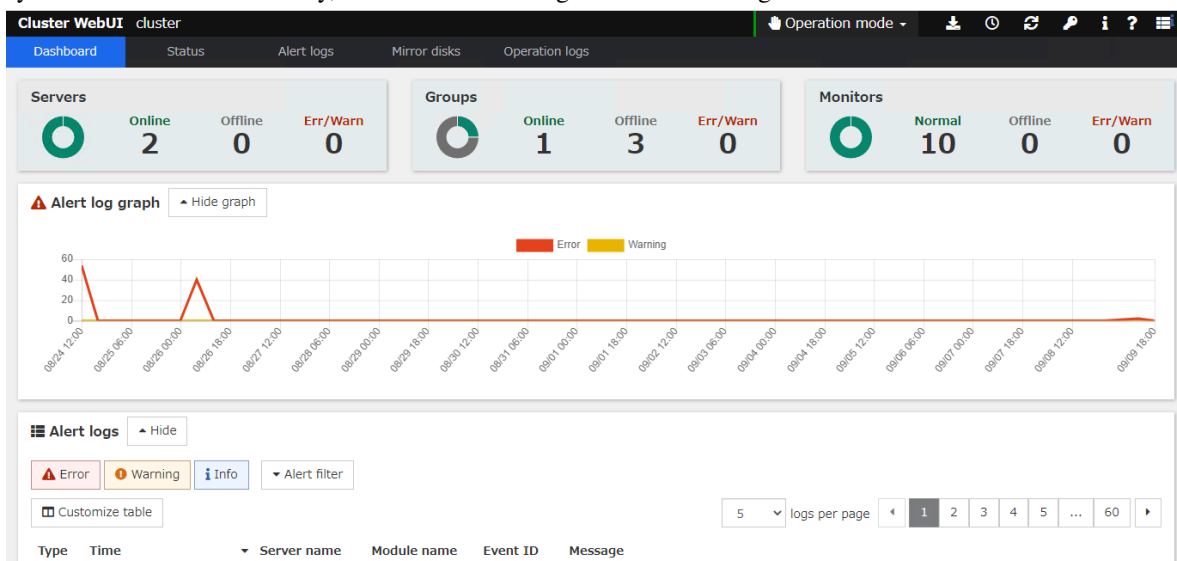 Cluster WebUI cluster Operation mode
Dashboard Status Alert logs Mirror disks Operation logs
Servers
Online Offline Err/Warn
2 0 0
Groups
Online Offline Err/Warn
1 3 0
Monitors
Normal Offline Err/Warn
10 0 0
Alert log graph Hide graph
Error Warning
60
40
20
0
08/24 12:00 08/25 06:00 08/26 00:00 08/26 18:00 08/27 12:00 08/28 06:00 08/29 00:00 08/29 18:00 08/30 12:00 08/31 06:00 09/01 00:00 09/01 18:00 09/02 12:00 09/03 06:00 09/04 00:00 09/04 18:00 09/05 12:00 09/06 06:00 09/07 00:00 09/07 18:00 09/08 12:00 09/09 18:00
Alert logs Hide
Error Warning Info Alert filter
Customize table 5 logs per page 1 2 3 4 5 ... 60
Type Time Server name Module name Event ID Message